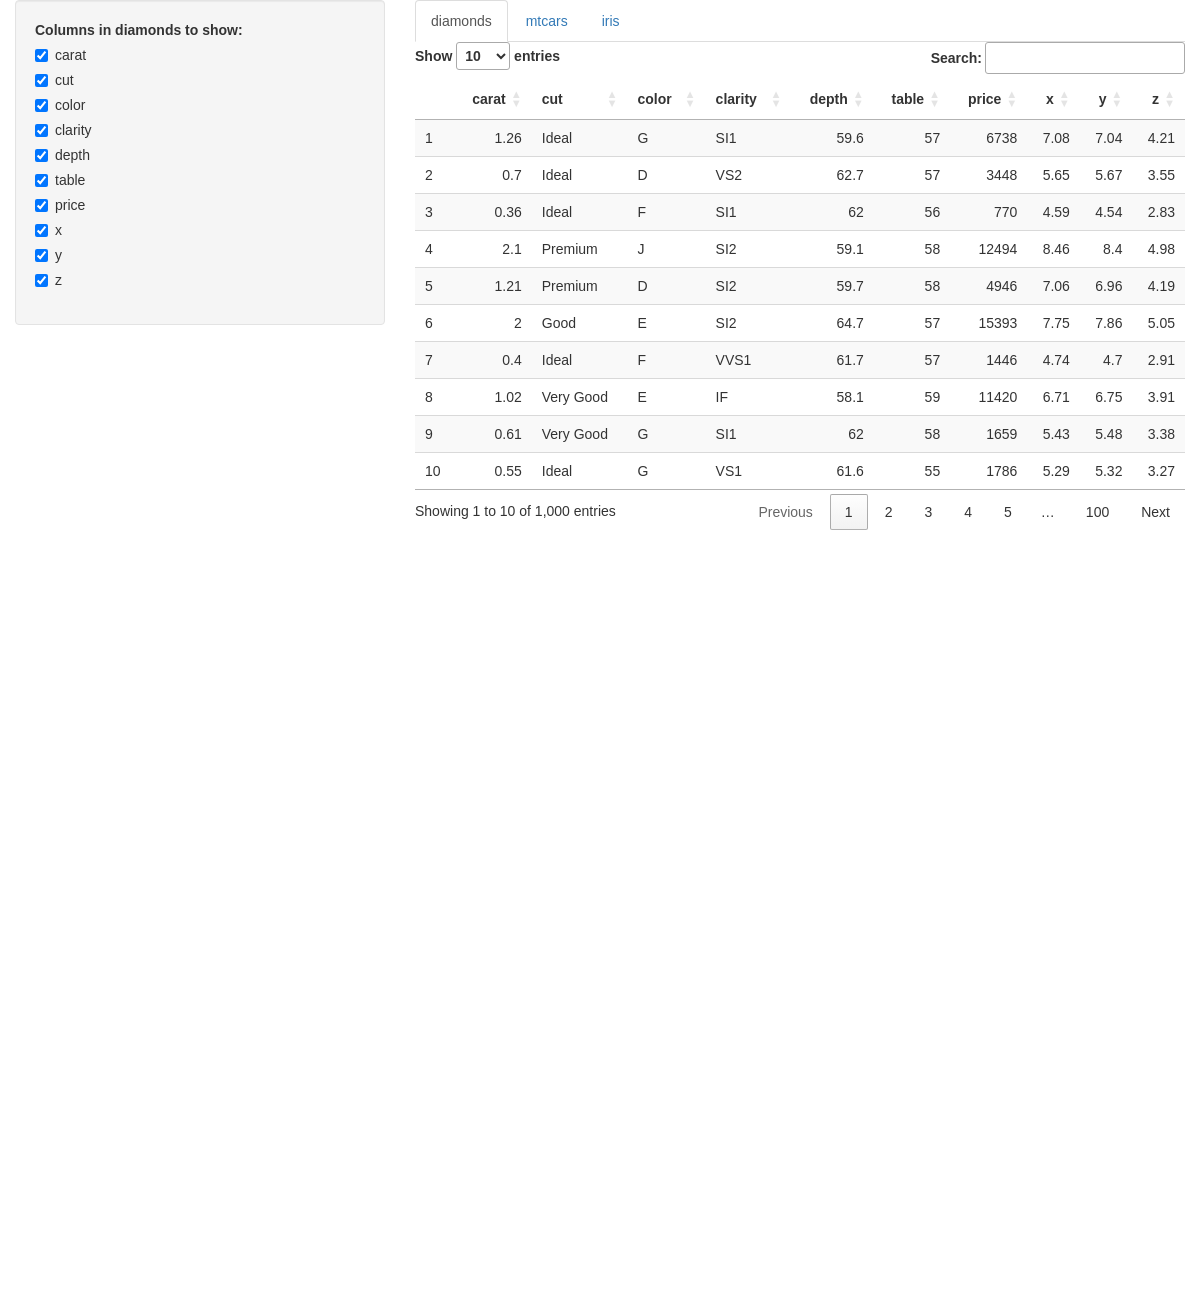 Columns in diamonds to show:
carat
cut
color
clarity
depth
table
price
x
y
z
diamonds mtcars iris
Show 10 entries Search:
carat cut color clarity depth table price x y z
1 1.26 Ideal G SI1 59.6 57 6738 7.08 7.04 4.21
2 0.7 Ideal D VS2 62.7 57 3448 5.65 5.67 3.55
3 0.36 Ideal F SI1 62 56 770 4.59 4.54 2.83
4 2.1 Premium J SI2 59.1 58 12494 8.46 8.4 4.98
5 1.21 Premium D SI2 59.7 58 4946 7.06 6.96 4.19
6 2 Good E SI2 64.7 57 15393 7.75 7.86 5.05
7 0.4 Ideal F VVS1 61.7 57 1446 4.74 4.7 2.91
8 1.02 Very Good E IF 58.1 59 11420 6.71 6.75 3.91
9 0.61 Very Good G SI1 62 58 1659 5.43 5.48 3.38
10 0.55 Ideal G VS1 61.6 55 1786 5.29 5.32 3.27
Showing 1 to 10 of 1,000 entries Previous 1 2 3 4 5 … 100 Next